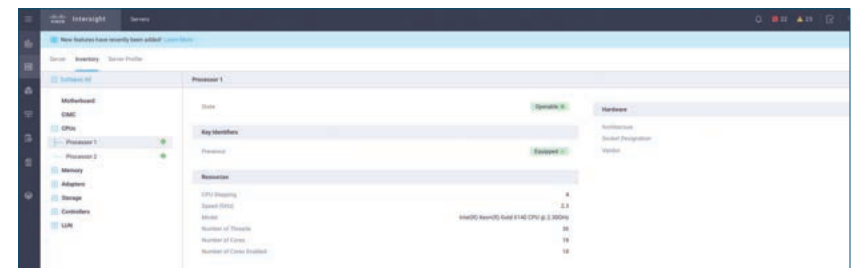 CISCO Intersight Servers
New features have recently been added! Learn More
Server Inventory Server Profile
Processor 1
Motherboard
CIMC
CPUs
Processor 1
Processor 2
Memory
Adapters
Storage
Controllers
LUN
State Operable
Key Identifiers
Presence Equipped
Resources
CPU Stepping 4
Speed (GHz) 2.3
Model Intel(R) Xeon(R) Gold 6140 CPU @ 2.30GHz
Number of Threads 36
Number of Cores 18
Number of Cores Enabled 18
Hardware
Architecture
Socket Designation
Vendor